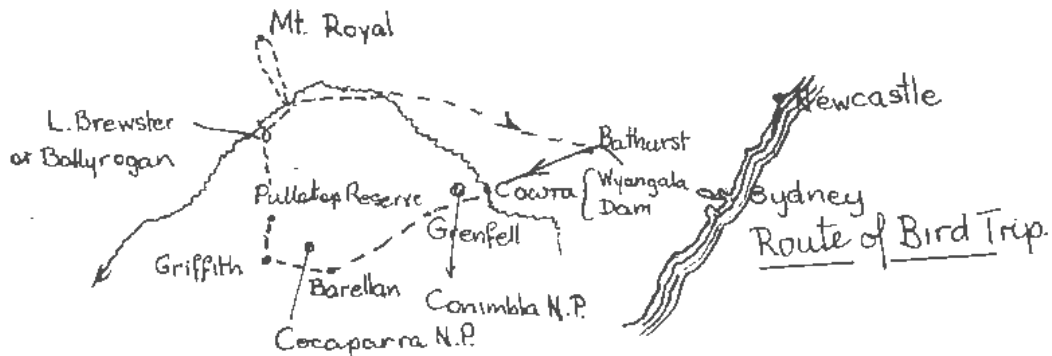 Mt. Royal
Newcastle
L. Brewster
or Ballyrogan
Bathurst
Pulletop Reserve
Cowra
Wyangala
Dam
Sydney
Grenfell
Route of Bird Trip.
Griffith
Barellan
Conimbla N.P.
Cocaparra N.P.